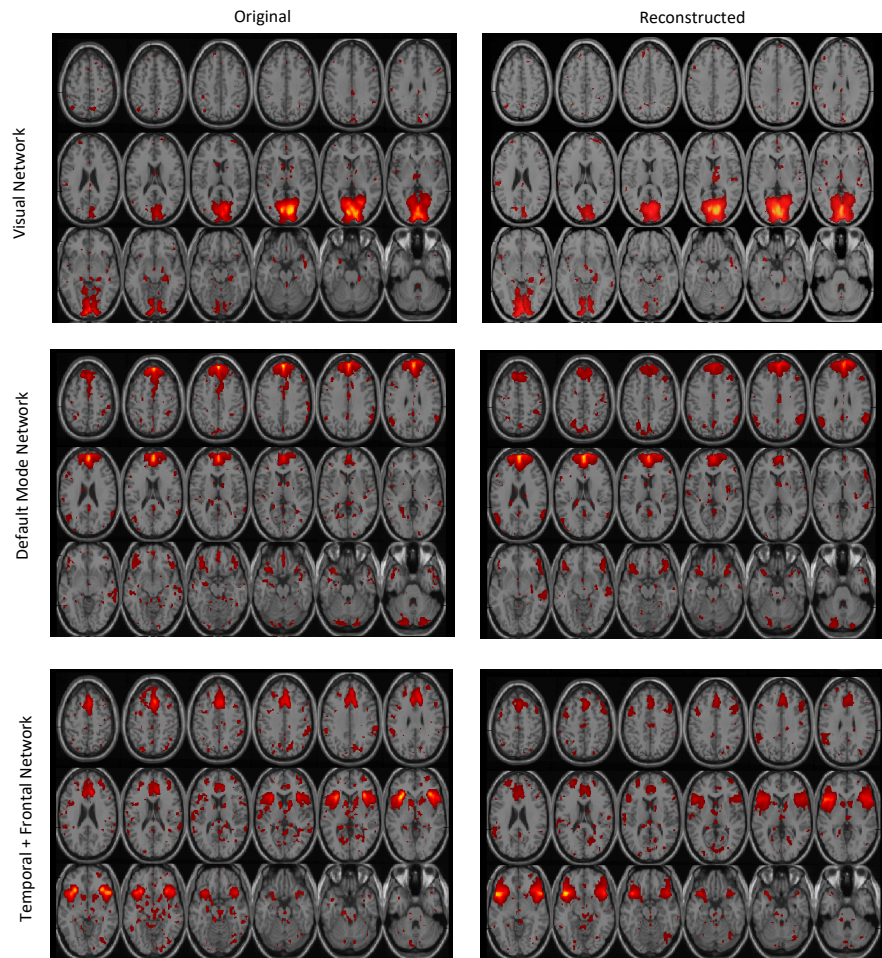 Original
Reconstructed
Visual Network
Default Mode Network
Temporal + Frontal Network